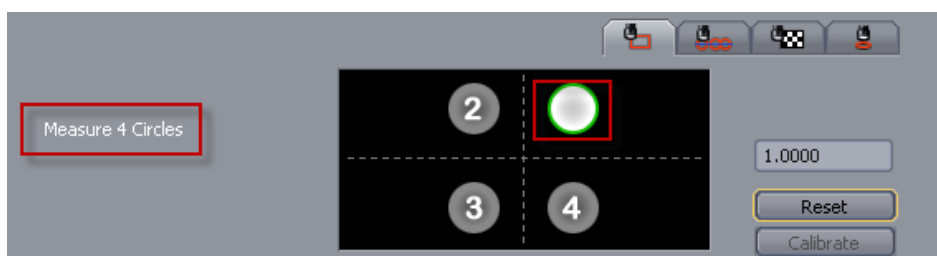 Measure 4 Circles
2
3 4
1.0000
Reset
Calibrate